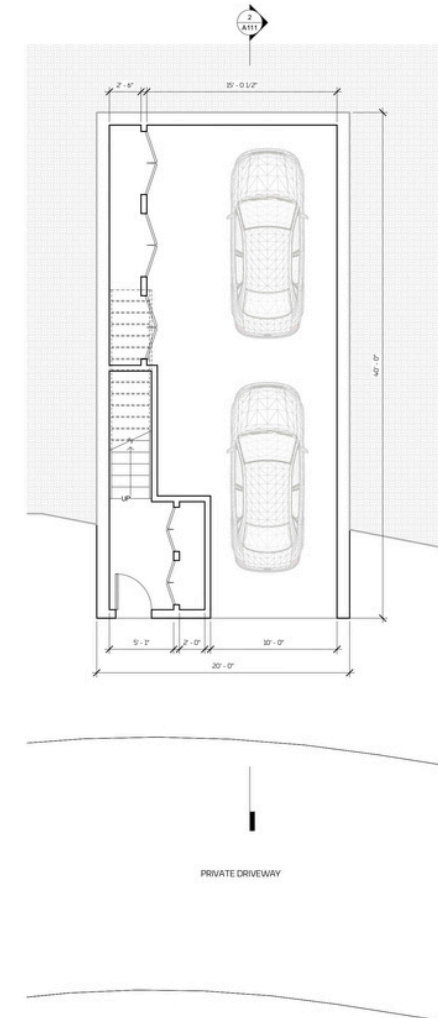 2
A111
2' - 6"
15' - 0 1/2"
40' - 0"
UP
5' - 1"
2' - 0"
10' - 0"
20' - 0"
PRIVATE DRIVEWAY